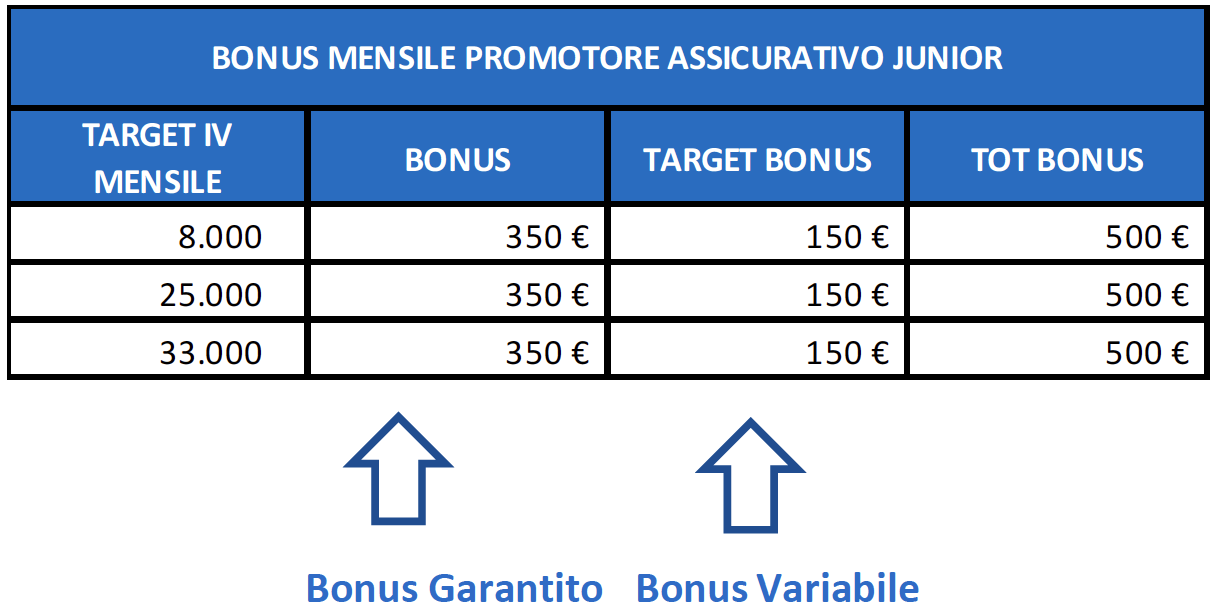 BONUS MENSILE PROMOTORE ASSICURATIVO JUNIOR
TARGET IV
MENSILE
BONUS
TARGET BONUS
TOT BONUS
8.000 350 € 150 € 500 €
25.000 350 € 150 € 500 €
33.000 350 € 150 € 500 €
Bonus Garantito Bonus Variabile